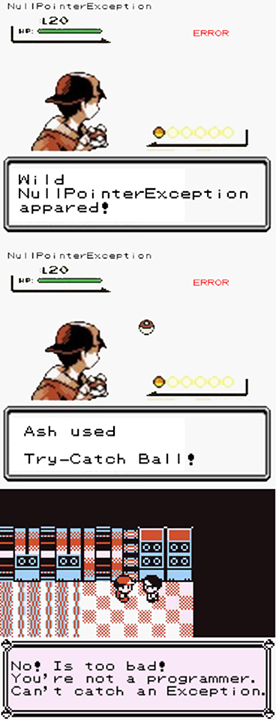 NullPointerException
:L20
HP:
ERROR
Wild
NullPointerException
appared!
NullPointerException
:L20
HP:
ERROR
Ash used
Try-Catch Ball!
No! Is too bad!
You're not a programmer.
Can't catch an Exception.